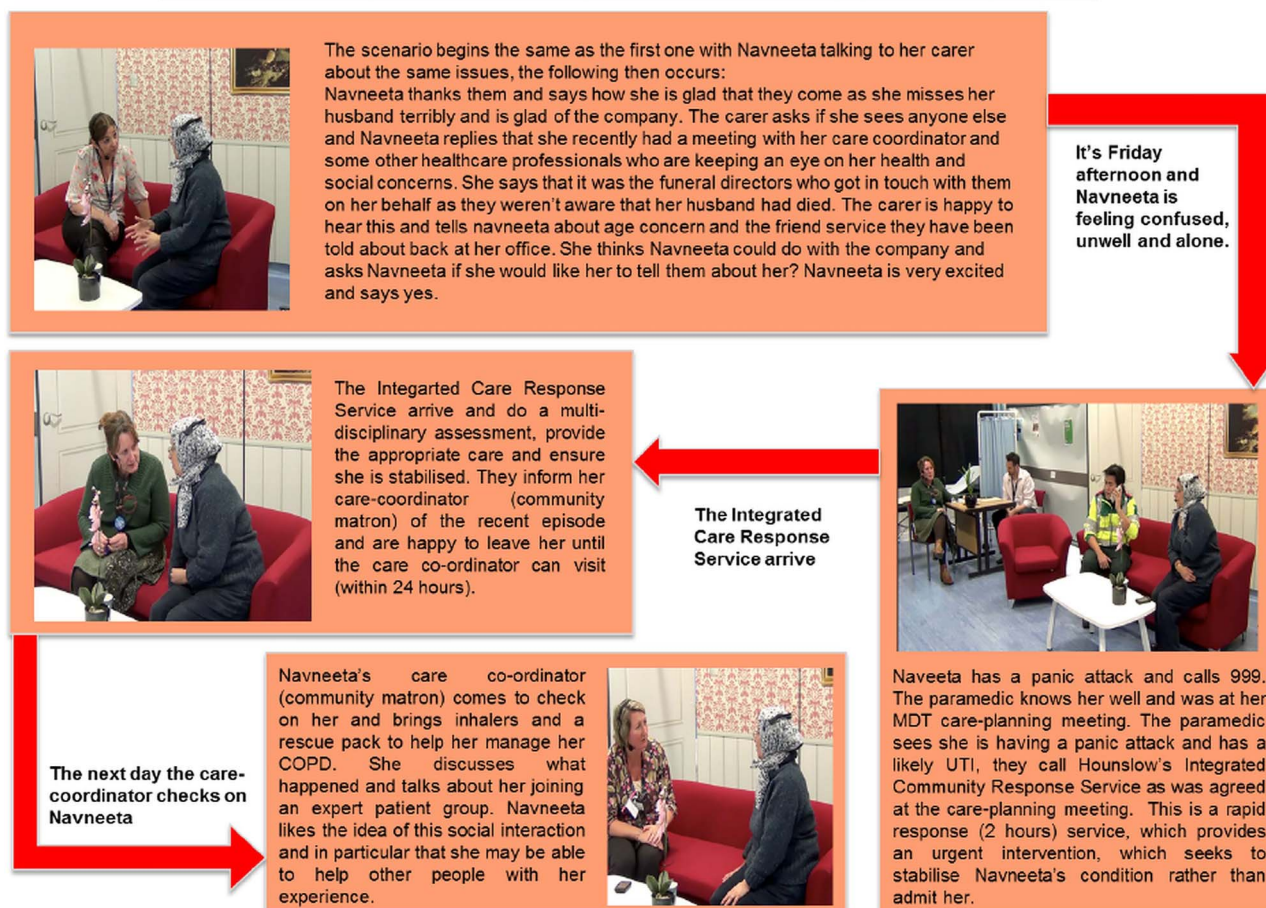 The scenario begins the same as the first one with Navneeta talking to her carer
about the same issues, the following then occurs:
Navneeta thanks them and says how she is glad that they come as she misses her
husband terribly and is glad of the company. The carer asks if she sees anyone else
and Navneeta replies that she recently had a meeting with her care coordinator and
some other healthcare professionals who are keeping an eye on her health and
social concerns. She says that it was the funeral directors who got in touch with them
on her behalf as they weren't aware that her husband had died. The carer is happy to
hear this and tells navneeta about age concern and the friend service they have been
told about back at her office. She thinks Navneeta could do with the company and
asks Navneeta if she would like her to tell them about her? Navneeta is very excited
and says yes.
It's Friday
afternoon and
Navneeta is
feeling confused,
unwell and alone.
Naveeta has a panic attack and calls 999.
The paramedic knows her well and was at her
MDT care-planning meeting. The paramedic
sees she is having a panic attack and has a
likely UTI, they call Hounslow's Integrated
Community Response Service as was agreed
at the care-planning meeting. This is a rapid
response (2 hours) service, which provides
an urgent intervention, which seeks to
stabilise Navneeta's condition rather than
admit her.
The Integrated
Care Response
Service arrive
The Integarted Care Response
Service arrive and do a multi-
disciplinary assessment, provide
the appropriate care and ensure
she is stabilised. They inform her
care-coordinator (community
matron) of the recent episode
and are happy to leave her until
the care co-ordinator can visit
(within 24 hours).
The next day the care-
coordinator checks on
Navneeta
Navneeta's care co-ordinator
(community matron) comes to check
on her and brings inhalers and a
rescue pack to help her manage her
COPD. She discusses what
happened and talks about her joining
an expert patient group. Navneeta
likes the idea of this social interaction
and in particular that she may be able
to help other people with her
experience.